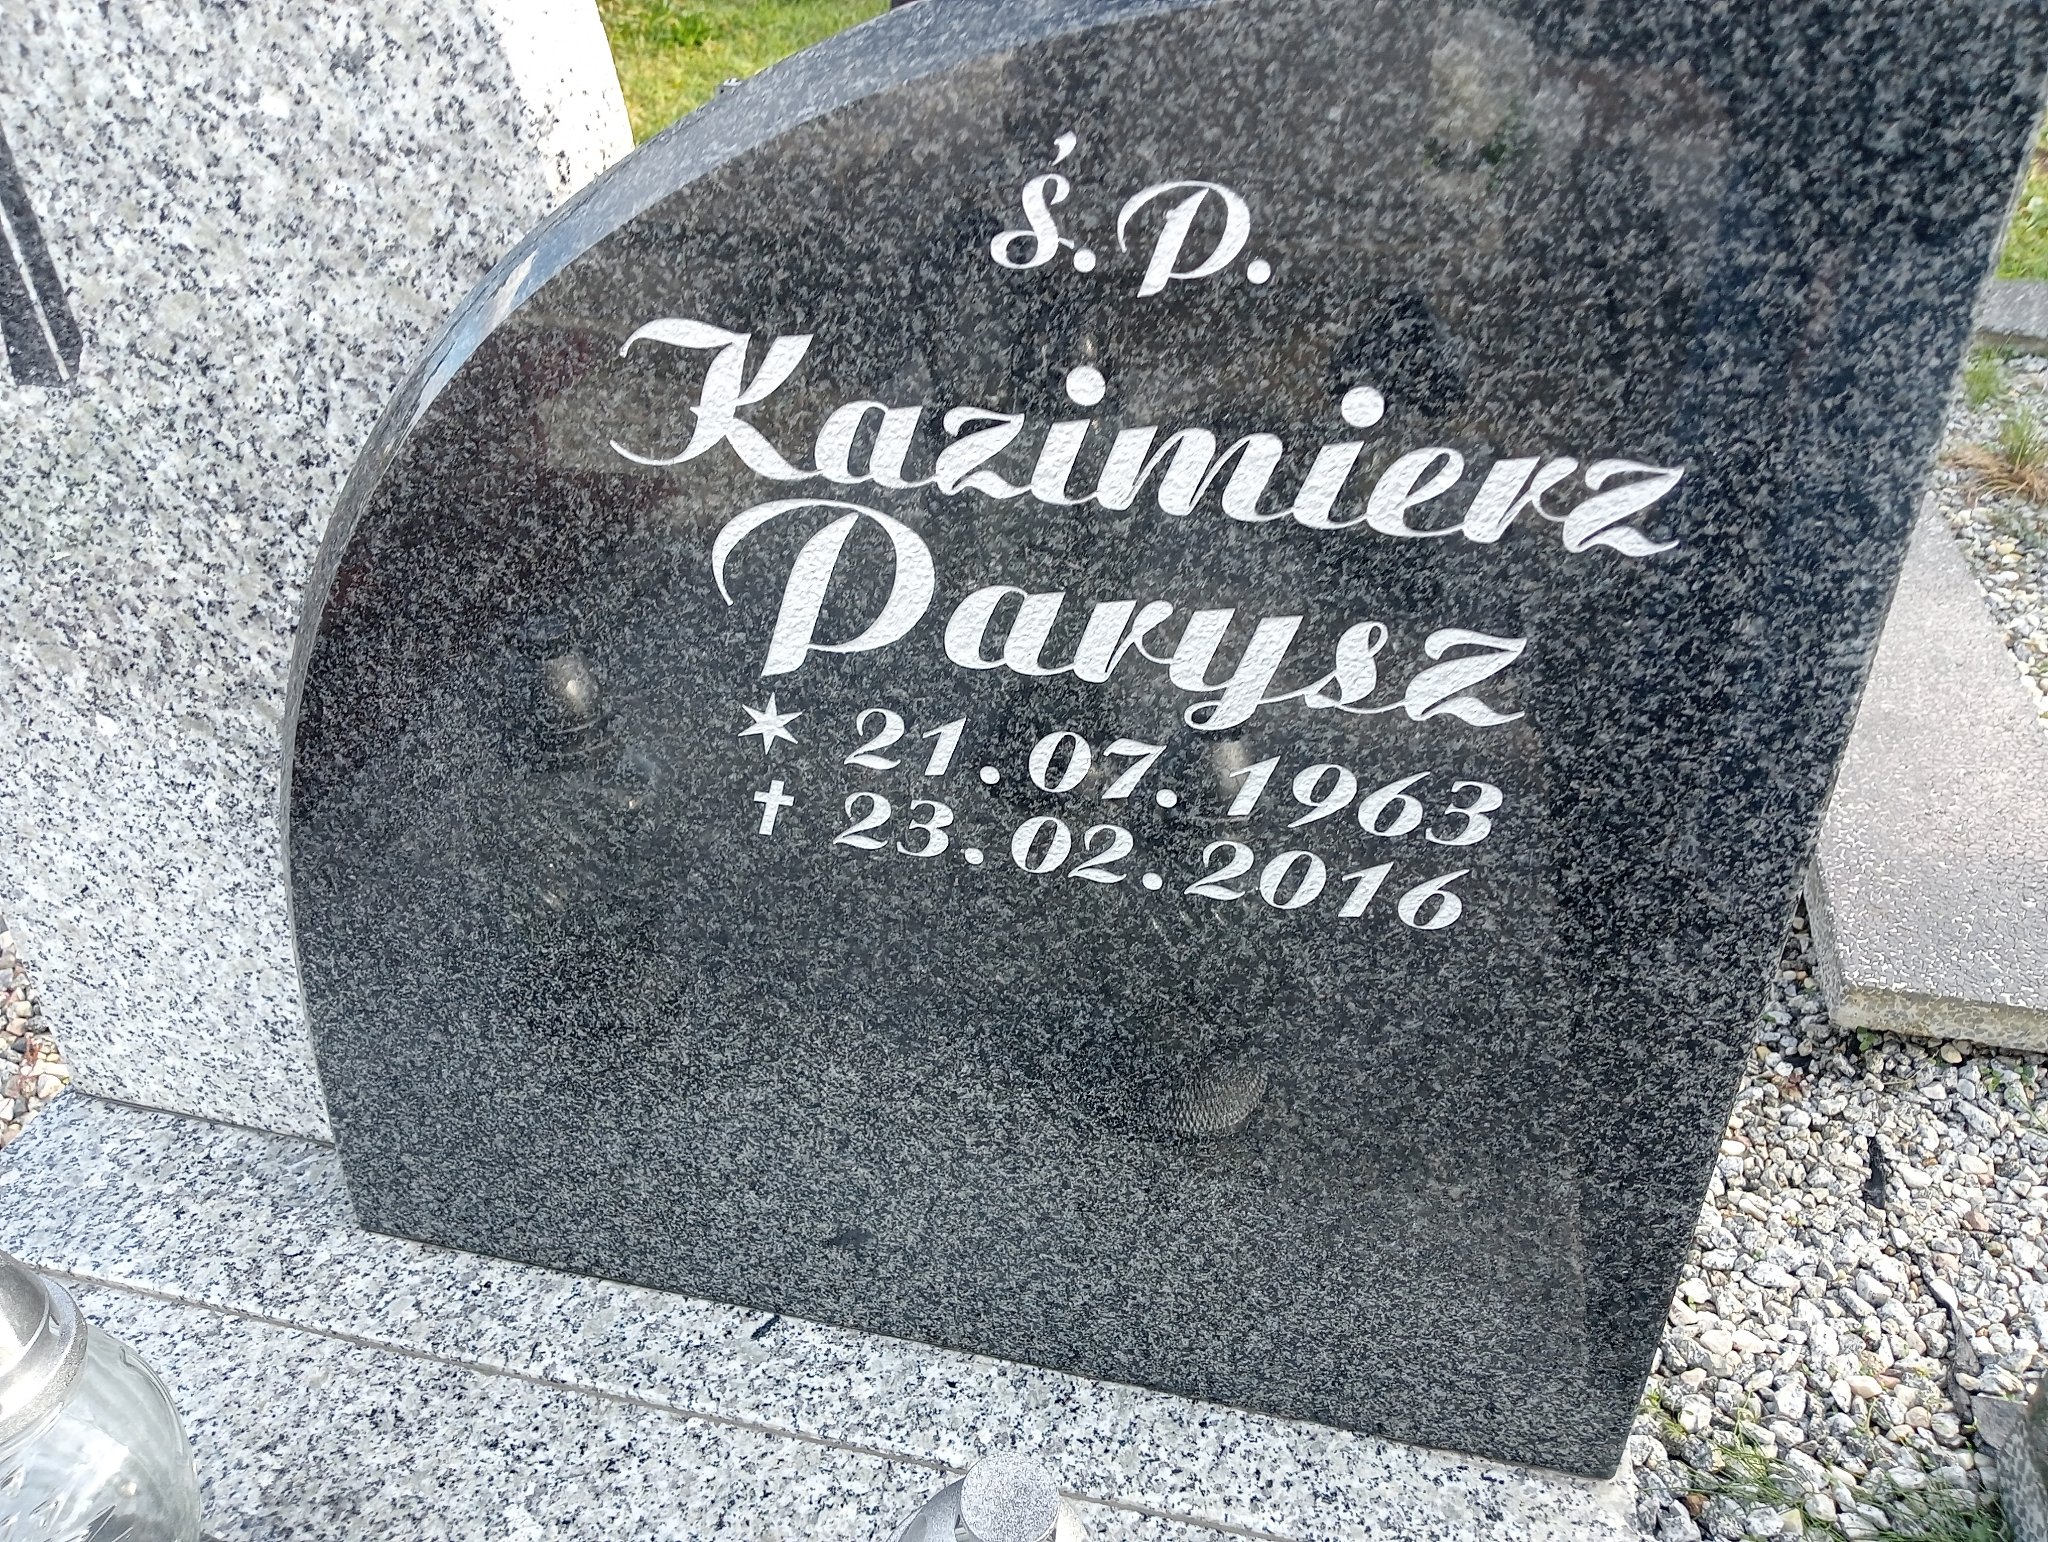 ś. P.
Kazimierz
Parysz
* 21.07.1963
† 23.02.2016